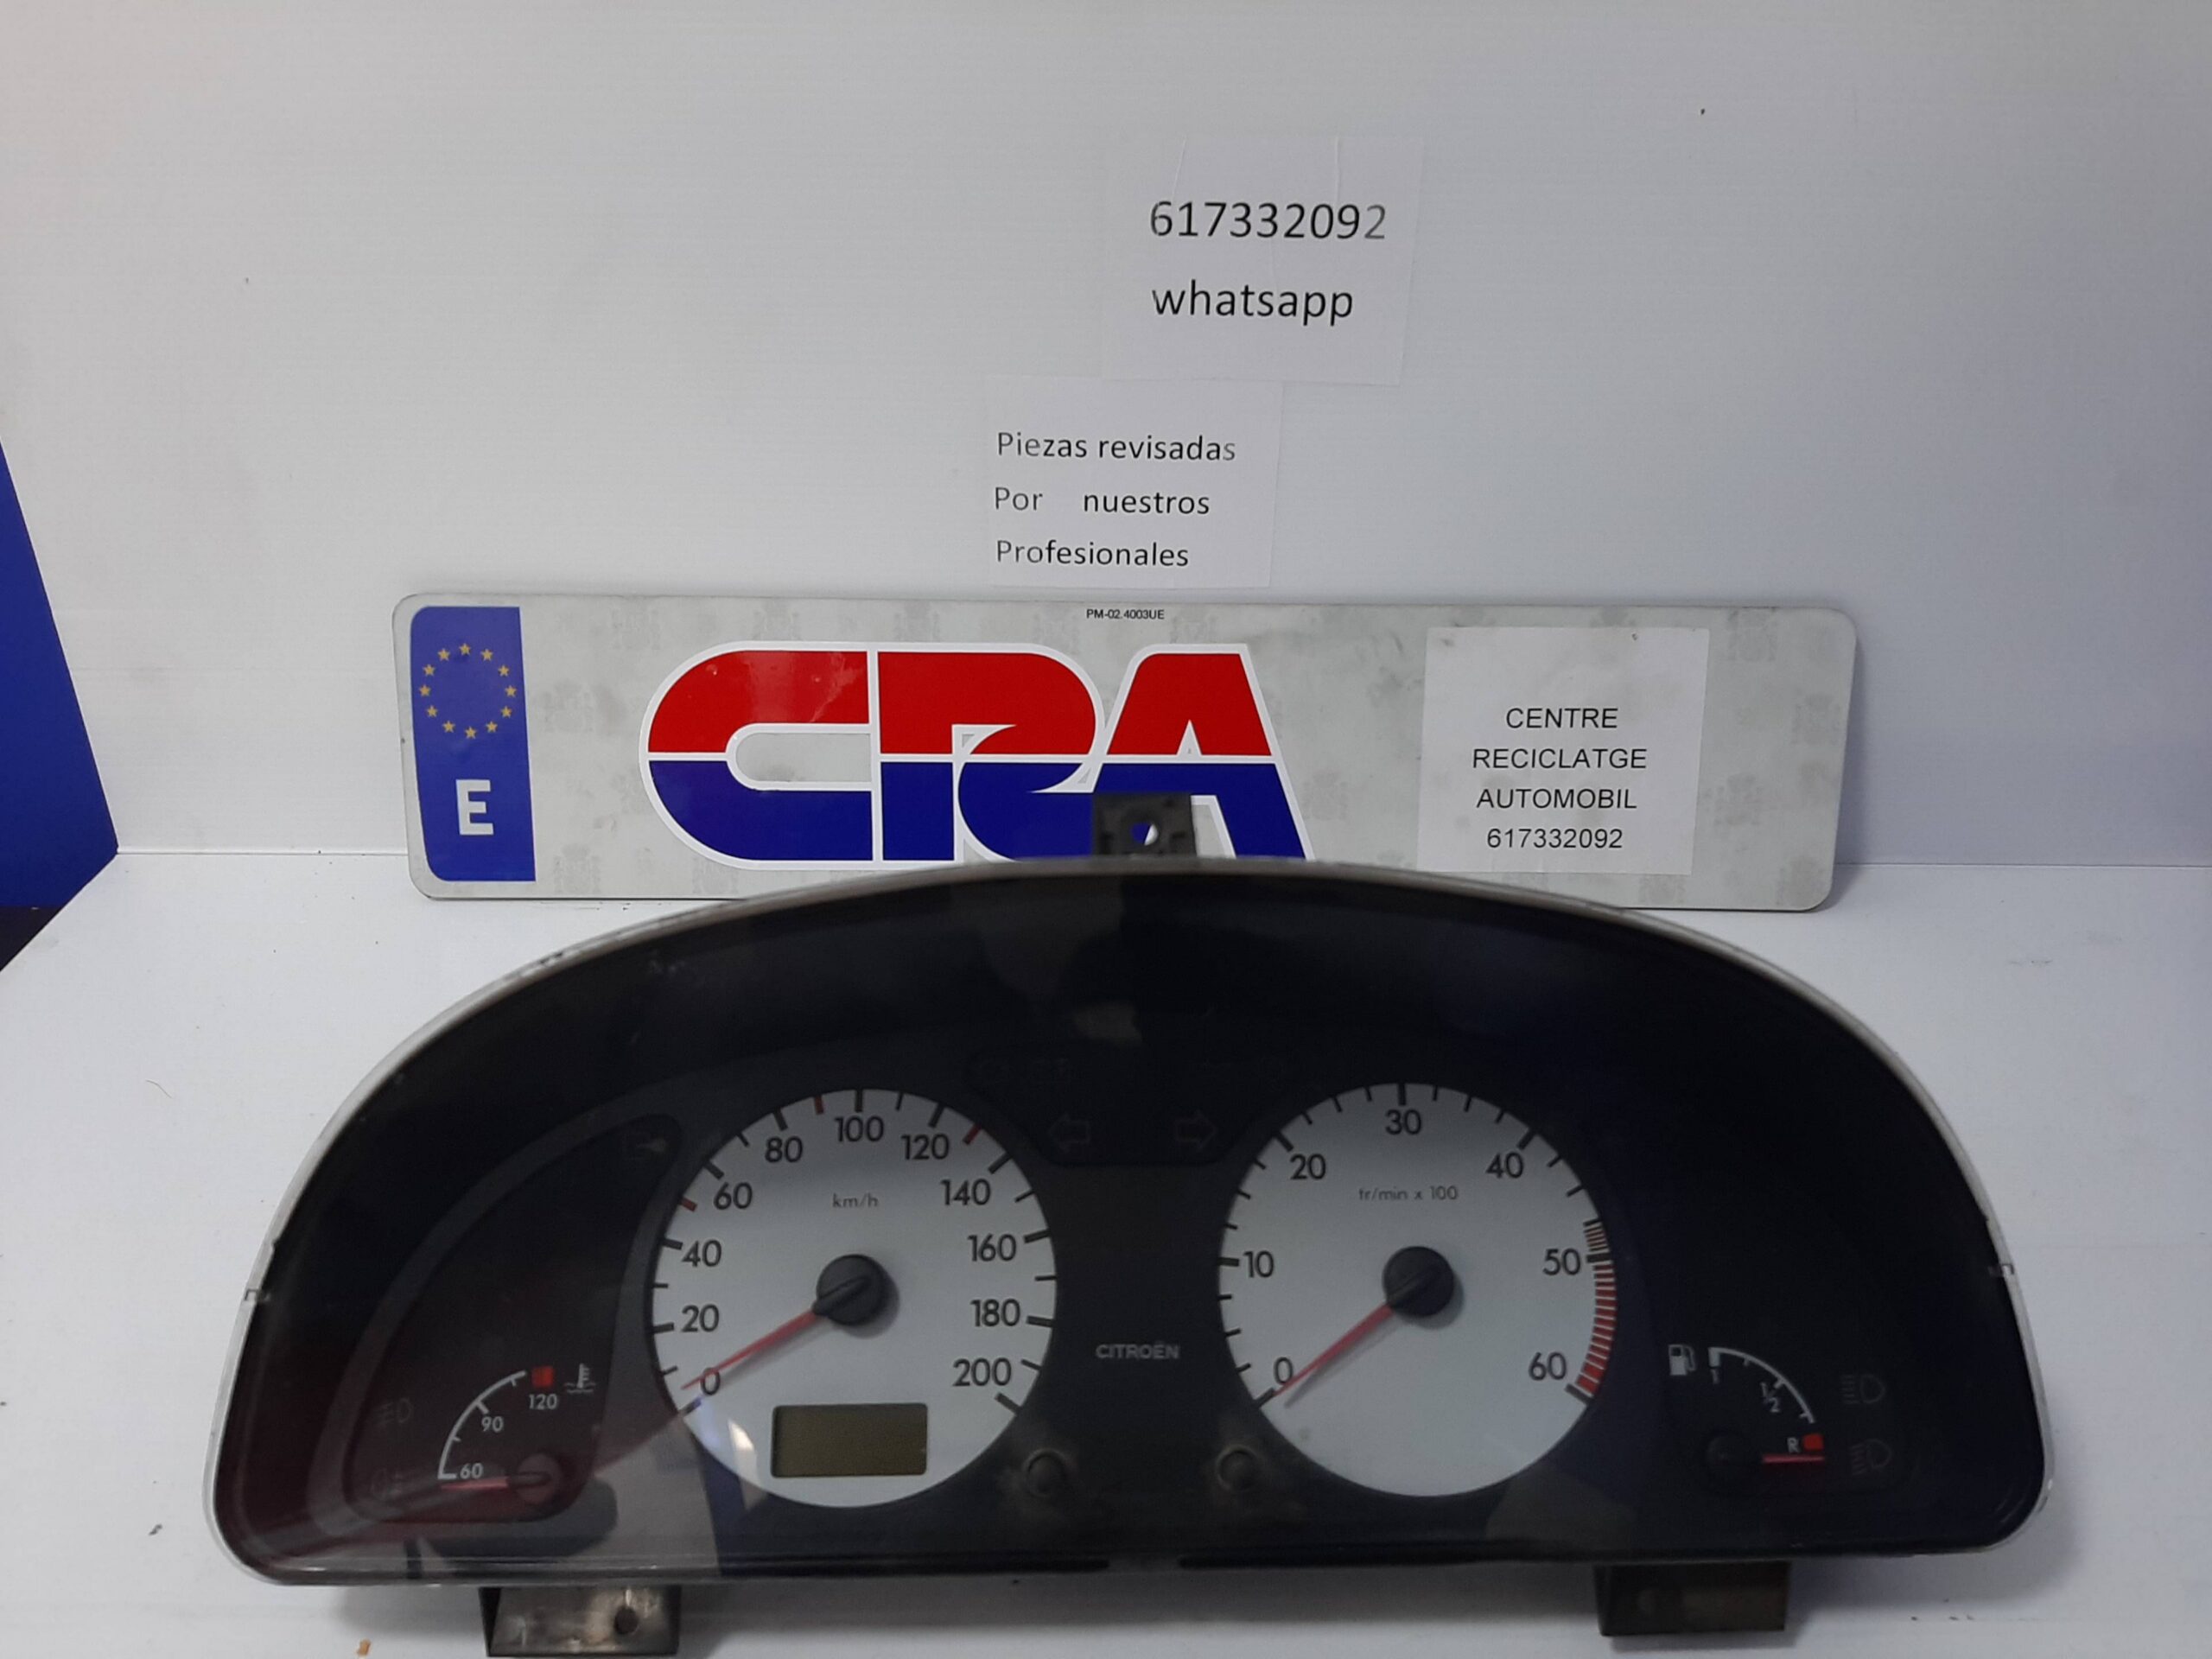 617332092
whatsapp
Piezas revisadas
Por nuestros
Profesionales
PM-02.4003UE
E
CRA
CENTRE
RECICLATGE
AUTOMOBIL
617332092
0
20
40
60
80
100
120
140
160
180
200
km/h
0
10
20
30
40
50
60
tr/min x 100
CITROËN
60
90
120
1
1/2
R